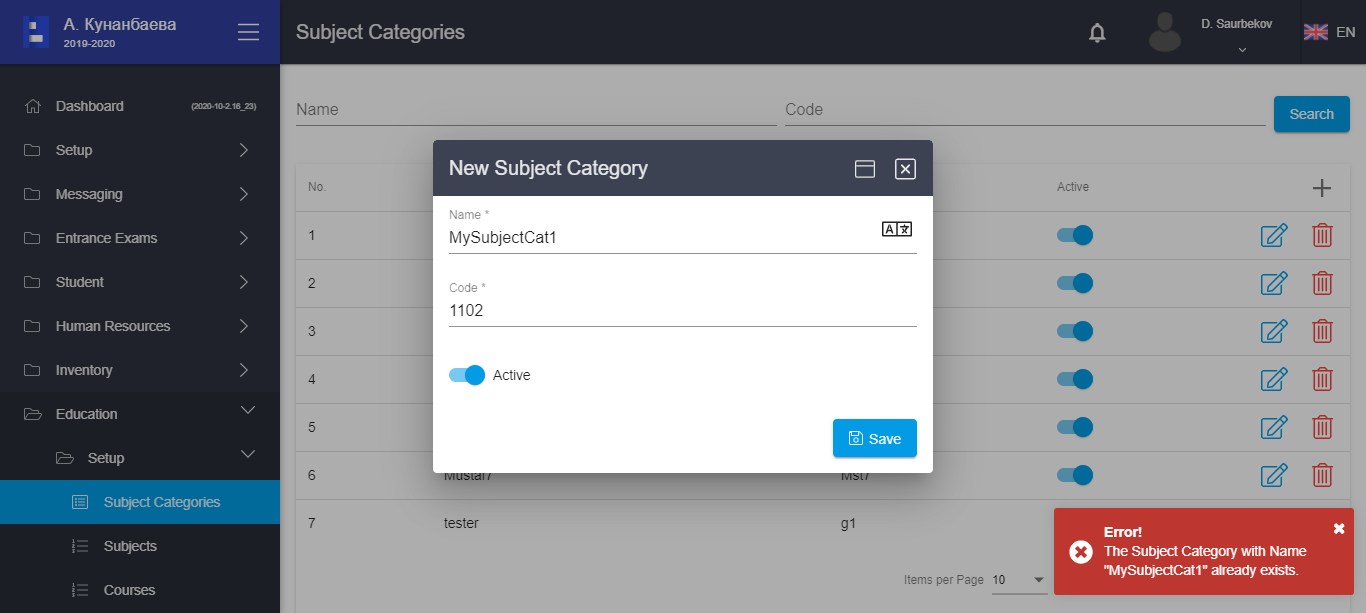 А. Кунанбаева
2019-2020
Subject Categories
D. Saurbekov
EN
Dashboard
(2020-10-2.16_23)
Setup
Messaging
Entrance Exams
Student
Human Resources
Inventory
Education
Setup
Subject Categories
Subjects
Courses
Name
Code
Search
No.
Active
1
2
3
4
5
6
Mst7
7
tester
g1
Items per Page 10
New Subject Category
Name *
MySubjectCat1
Code *
1102
Active
Save
Error!
The Subject Category with Name
"MySubjectCat1" already exists.